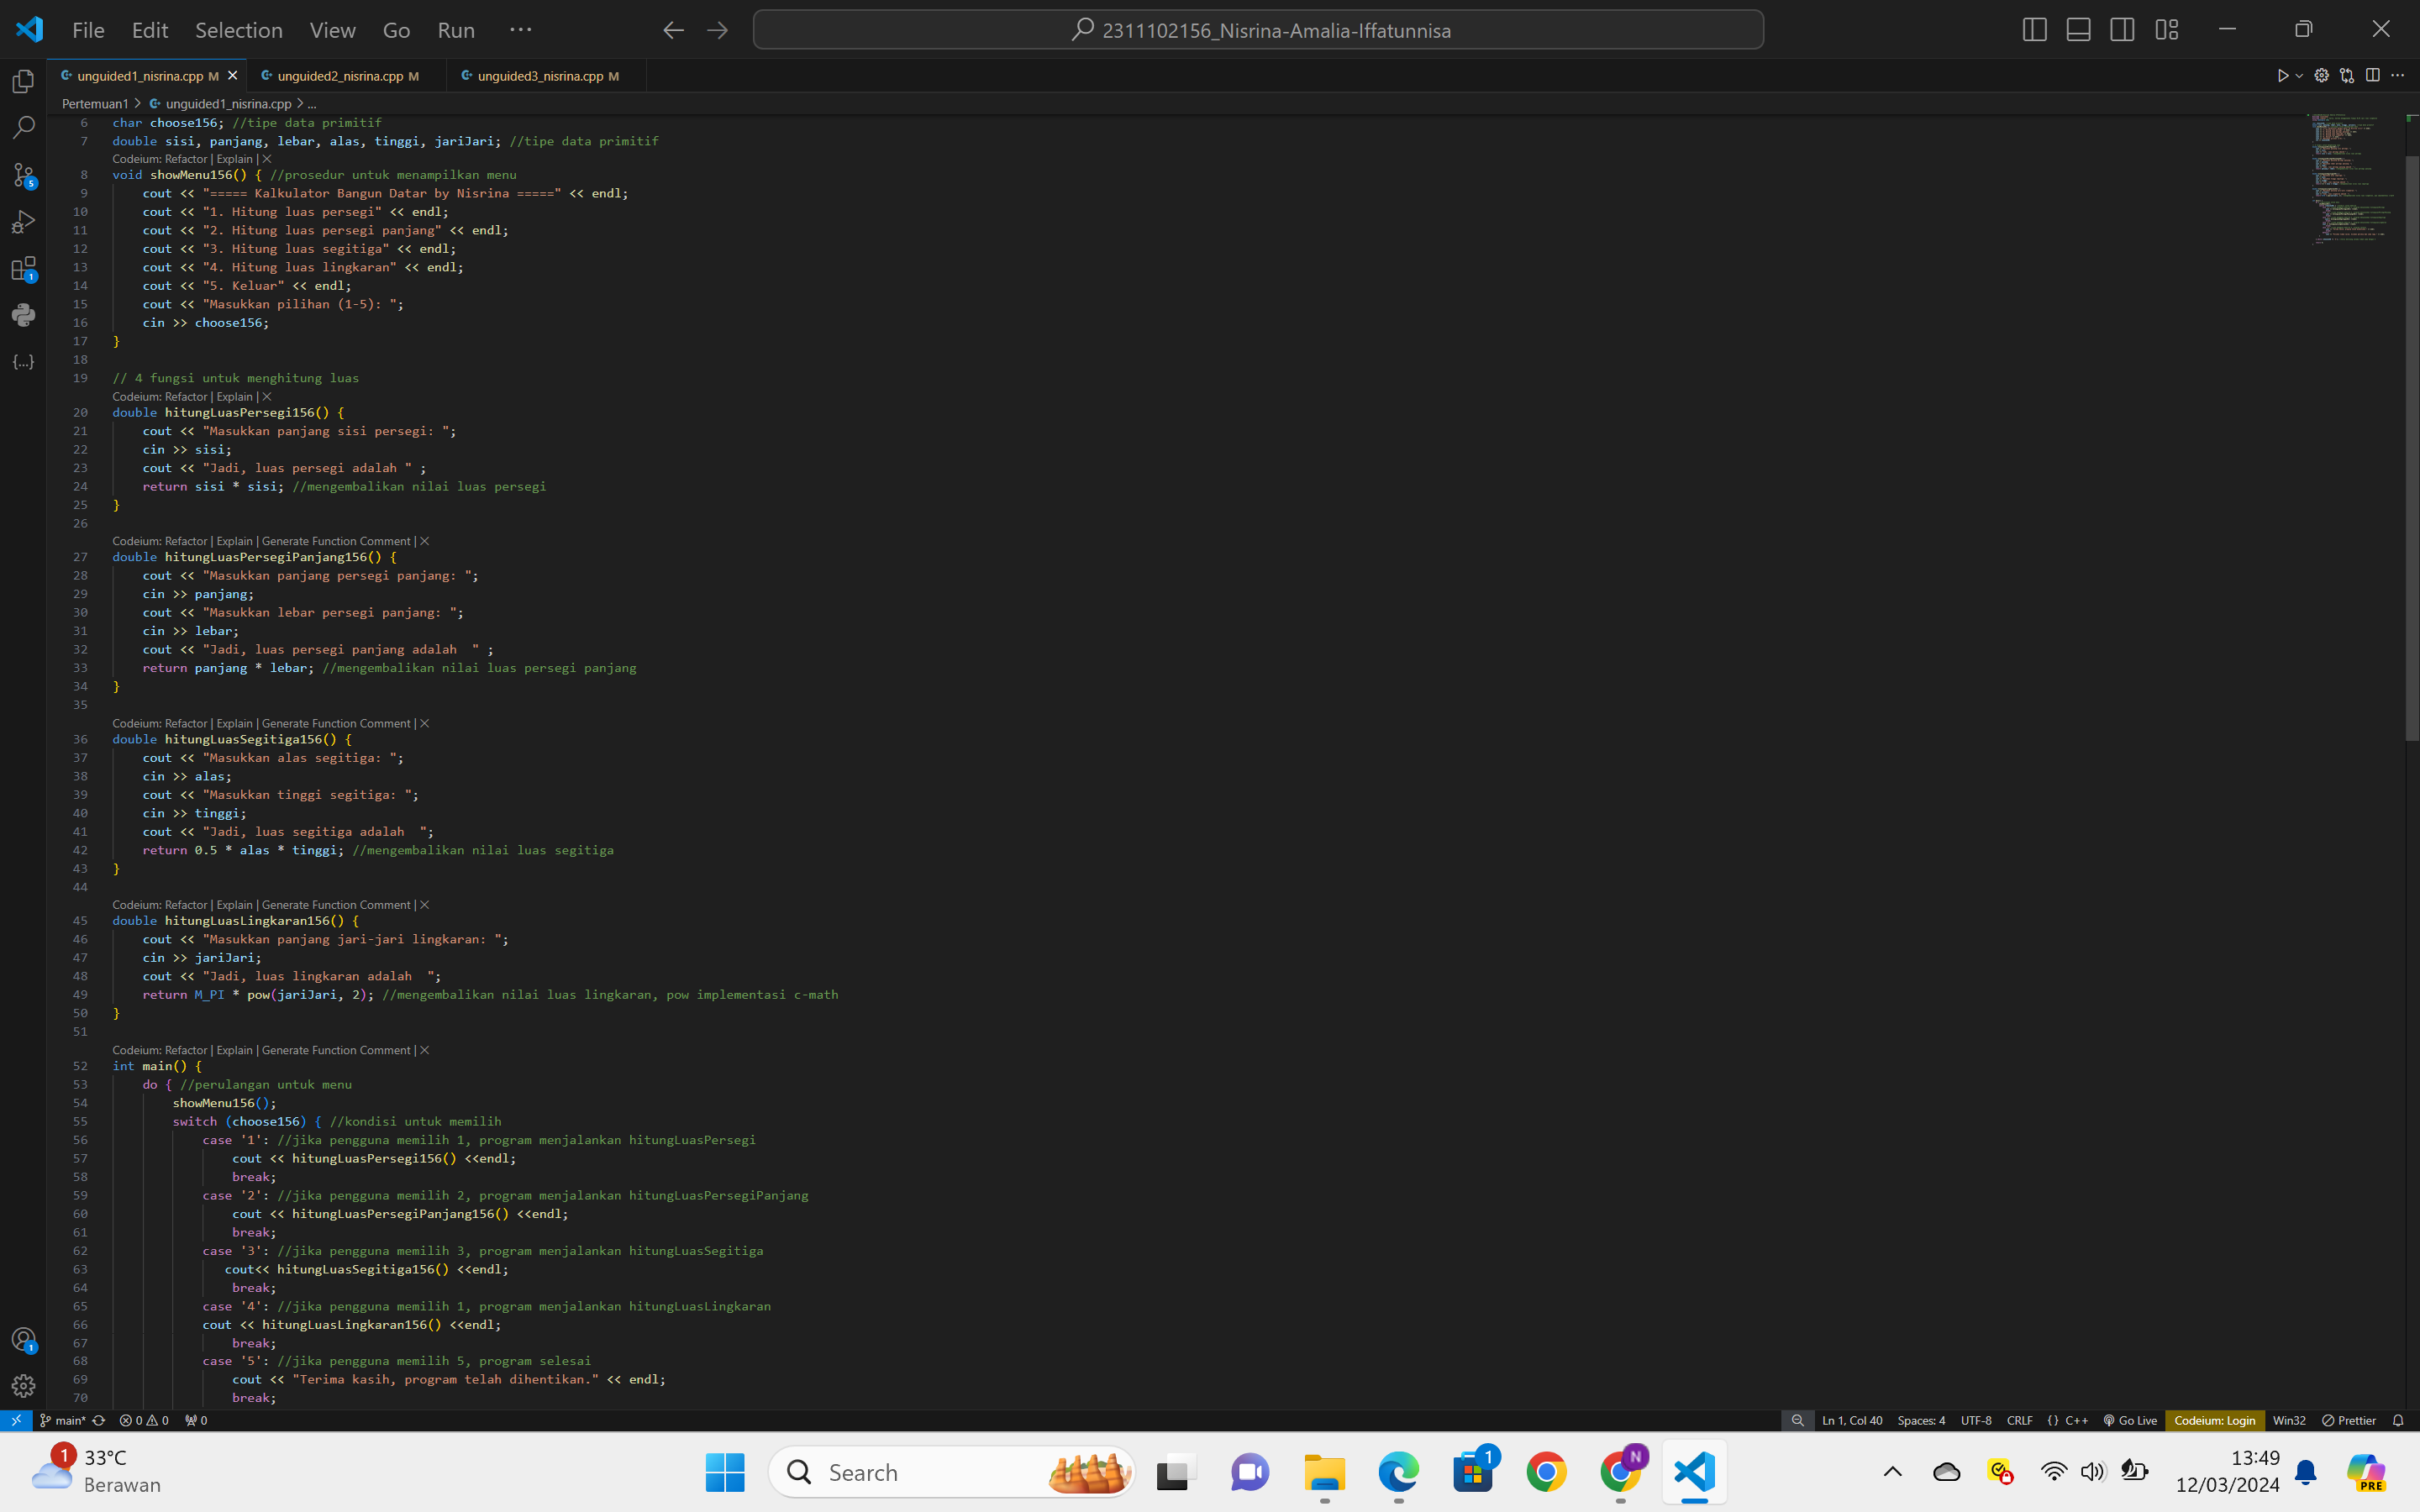 File Edit Selection View Go Run ··· 2311102156_Nisrina-Amalia-Iffatunnisa
unguided1_nisrina.cpp M unguided2_nisrina.cpp M unguided3_nisrina.cpp M
Pertemuan1 > unguided1_nisrina.cpp > ...
6 char choose156; //tipe data primitif
7 double sisi, panjang, lebar, alas, tinggi, jariJari; //tipe data primitif
Codeium: Refactor | Explain | ×
8 void showMenu156() { //prosedur untuk menampilkan menu
9 cout << "===== Kalkulator Bangun Datar by Nisrina =====" << endl;
10 cout << "1. Hitung luas persegi" << endl;
11 cout << "2. Hitung luas persegi panjang" << endl;
12 cout << "3. Hitung luas segitiga" << endl;
13 cout << "4. Hitung luas lingkaran" << endl;
14 cout << "5. Keluar" << endl;
15 cout << "Masukkan pilihan (1-5): ";
16 cin >> choose156;
17 }
18
19 // 4 fungsi untuk menghitung luas
Codeium: Refactor | Explain | ×
20 double hitungLuasPersegi156() {
21 cout << "Masukkan panjang sisi persegi: ";
22 cin >> sisi;
23 cout << "Jadi, luas persegi adalah " ;
24 return sisi * sisi; //mengembalikan nilai luas persegi
25 }
26
Codeium: Refactor | Explain | Generate Function Comment | ×
27 double hitungLuasPersegiPanjang156() {
28 cout << "Masukkan panjang persegi panjang: ";
29 cin >> panjang;
30 cout << "Masukkan lebar persegi panjang: ";
31 cin >> lebar;
32 cout << "Jadi, luas persegi panjang adalah  " ;
33 return panjang * lebar; //mengembalikan nilai luas persegi panjang
34 }
35
Codeium: Refactor | Explain | Generate Function Comment | ×
36 double hitungLuasSegitiga156() {
37 cout << "Masukkan alas segitiga: ";
38 cin >> alas;
39 cout << "Masukkan tinggi segitiga: ";
40 cin >> tinggi;
41 cout << "Jadi, luas segitiga adalah  ";
42 return 0.5 * alas * tinggi; //mengembalikan nilai luas segitiga
43 }
44
Codeium: Refactor | Explain | Generate Function Comment | ×
45 double hitungLuasLingkaran156() {
46 cout << "Masukkan panjang jari-jari lingkaran: ";
47 cin >> jariJari;
48 cout << "Jadi, luas lingkaran adalah  ";
49 return M_PI * pow(jariJari, 2); //mengembalikan nilai luas lingkaran, pow implementasi c-math
50 }
51
Codeium: Refactor | Explain | Generate Function Comment | ×
52 int main() {
53 do { //perulangan untuk menu
54 showMenu156();
55 switch (choose156) { //kondisi untuk memilih
56 case '1': //jika pengguna memilih 1, program menjalankan hitungLuasPersegi
57 cout << hitungLuasPersegi156() <<endl;
58 break;
59 case '2': //jika pengguna memilih 2, program menjalankan hitungLuasPersegiPanjang
60 cout << hitungLuasPersegiPanjang156() <<endl;
61 break;
62 case '3': //jika pengguna memilih 3, program menjalankan hitungLuasSegitiga
63 cout<< hitungLuasSegitiga156() <<endl;
64 break;
65 case '4': //jika pengguna memilih 1, program menjalankan hitungLuasLingkaran
66 cout << hitungLuasLingkaran156() <<endl;
67 break;
68 case '5': //jika pengguna memilih 5, program selesai
69 cout << "Terima kasih, program telah dihentikan." << endl;
70 break;
main* 0 0 0 Ln 1, Col 40 Spaces: 4 UTF-8 CRLF {} C++ Go Live Codeium: Login Win32 Prettier
1 33°C Search 1 N 13:49
Berawan 12/03/2024 PRE